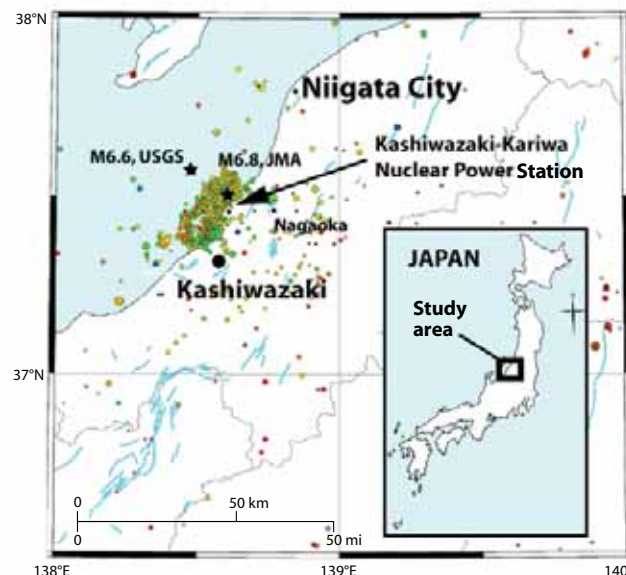 38°N
Niigata City
M6.6, USGS
M6.8, JMA
Kashiwazaki-Kariwa
Nuclear Power Station
Nagaoka
Kashiwazaki
JAPAN
Study
area
37°N
0 50 km
0 50 mi
138°E 139°E 140